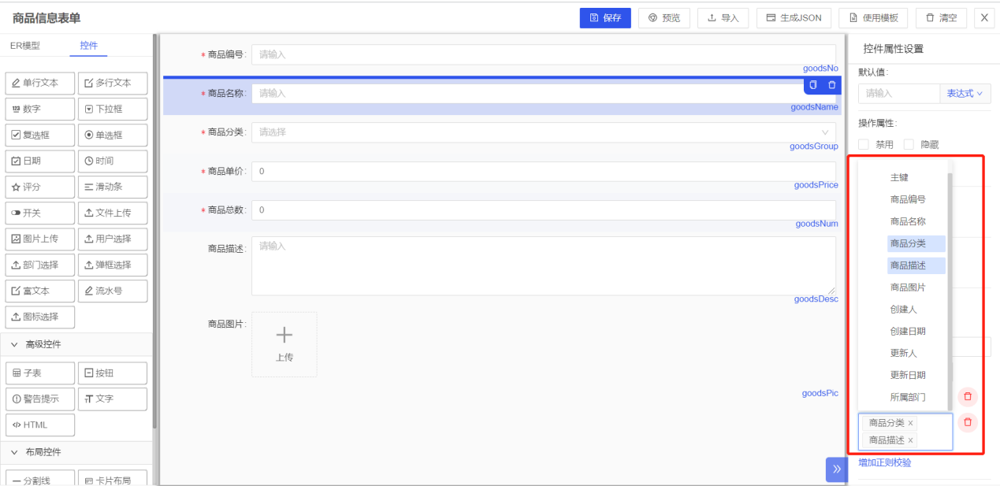 商品信息表单
保存
预览
导入
生成JSON
使用模板
清空
ER模型
控件
单行文本
多行文本
数字
下拉框
复选框
单选框
日期
时间
评分
滑动条
开关
文件上传
图片上传
用户选择
部门选择
弹框选择
富文本
流水号
图标选择
高级控件
子表
按钮
警告提示
文字
HTML
布局控件
分割线
卡片布局
* 商品编号: 请输入
goodsNo
* 商品名称: 请输入
goodsName
* 商品分类: 请选择
goodsGroup
* 商品单价: 0
goodsPrice
* 商品总数: 0
goodsNum
商品描述: 请输入
goodsDesc
商品图片:
上传
goodsPic
控件属性设置
默认值:
请输入 表达式
操作属性:
禁用 隐藏
主键
商品编号
商品名称
商品分类
商品描述
商品图片
创建人
创建日期
更新人
更新日期
所属部门
商品分类 ×
商品描述 ×
增加正则校验